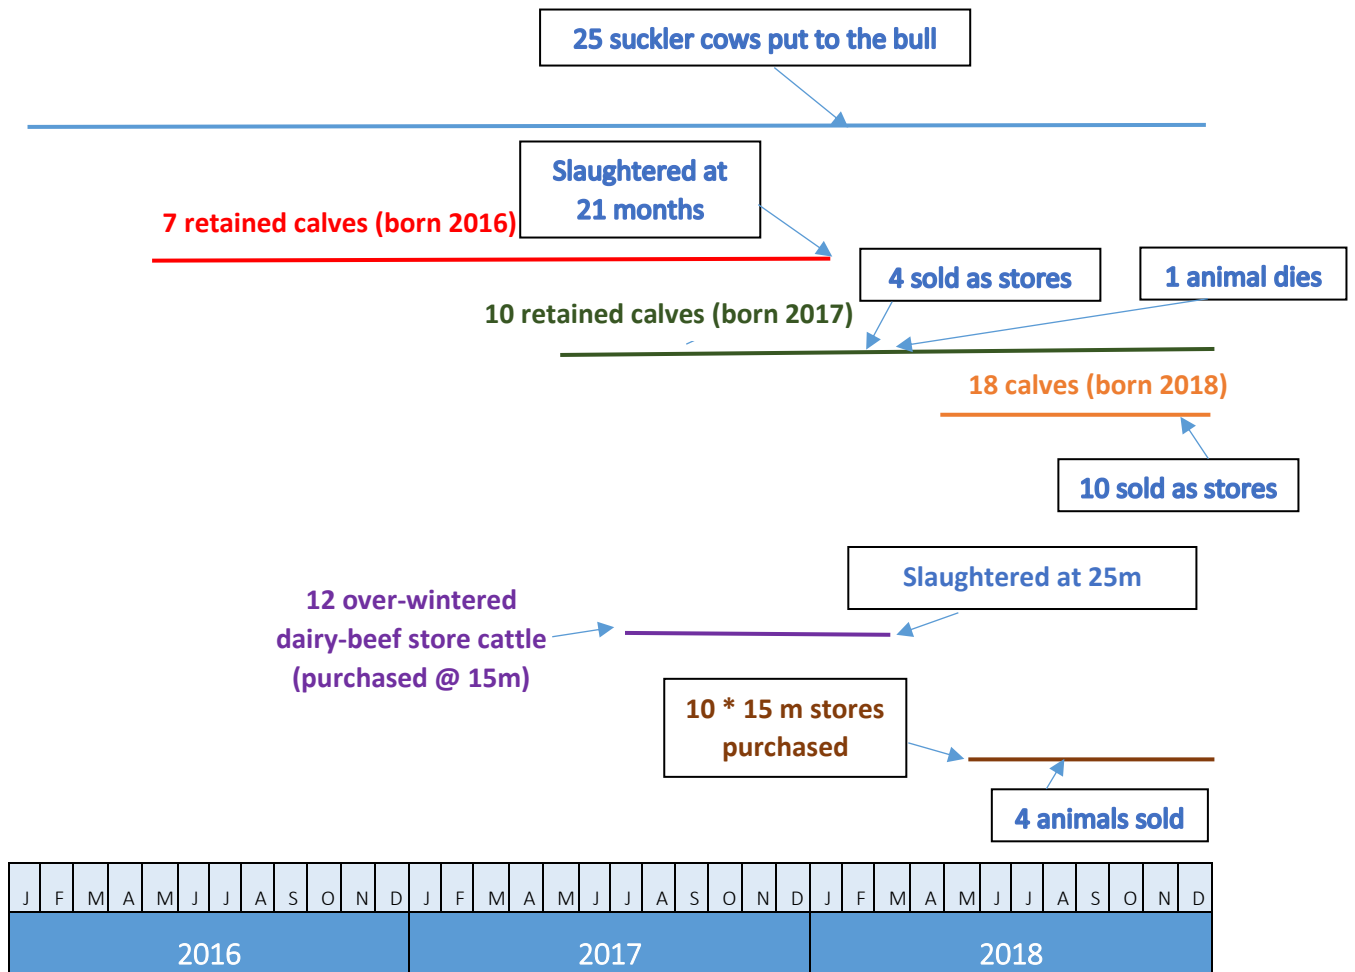 25 suckler cows put to the bull
Slaughtered at
21 months
7 retained calves (born 2016)
4 sold as stores
1 animal dies
10 retained calves (born 2017)
18 calves (born 2018)
10 sold as stores
Slaughtered at 25m
12 over-wintered
dairy-beef store cattle
(purchased @ 15m)
10 * 15 m stores
purchased
4 animals sold
J F M A M J J A S O N D J F M A M J J A S O N D J F M A M J J A S O N D
2016 2017 2018